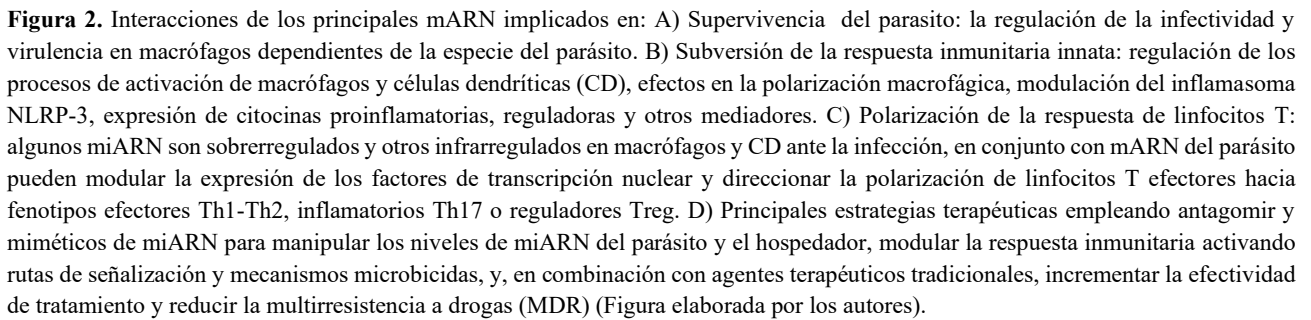 Figura 2. Interacciones de los principales mARN implicados en: A) Supervivencia del parasito: la regulación de la infectividad y
virulencia en macrófagos dependientes de la especie del parásito. B) Subversión de la respuesta inmunitaria innata: regulación de los
procesos de activación de macrófagos y células dendríticas (CD), efectos en la polarización macrofágica, modulación del inflamasoma
NLRP-3, expresión de citocinas proinflamatorias, reguladoras y otros mediadores. C) Polarización de la respuesta de linfocitos T:
algunos miARN son sobrerregulados y otros infrarregulados en macrófagos y CD ante la infección, en conjunto con mARN del parásito
pueden modular la expresión de los factores de transcripción nuclear y direccionar la polarización de linfocitos T efectores hacia
fenotipos efectores Th1-Th2, inflamatorios Th17 o reguladores Treg. D) Principales estrategias terapéuticas empleando antagomir y
miméticos de miARN para manipular los niveles de miARN del parásito y el hospedador, modular la respuesta inmunitaria activando
rutas de señalización y mecanismos microbicidas, y, en combinación con agentes terapéuticos tradicionales, incrementar la efectividad
de tratamiento y reducir la multirresistencia a drogas (MDR) (Figura elaborada por los autores).